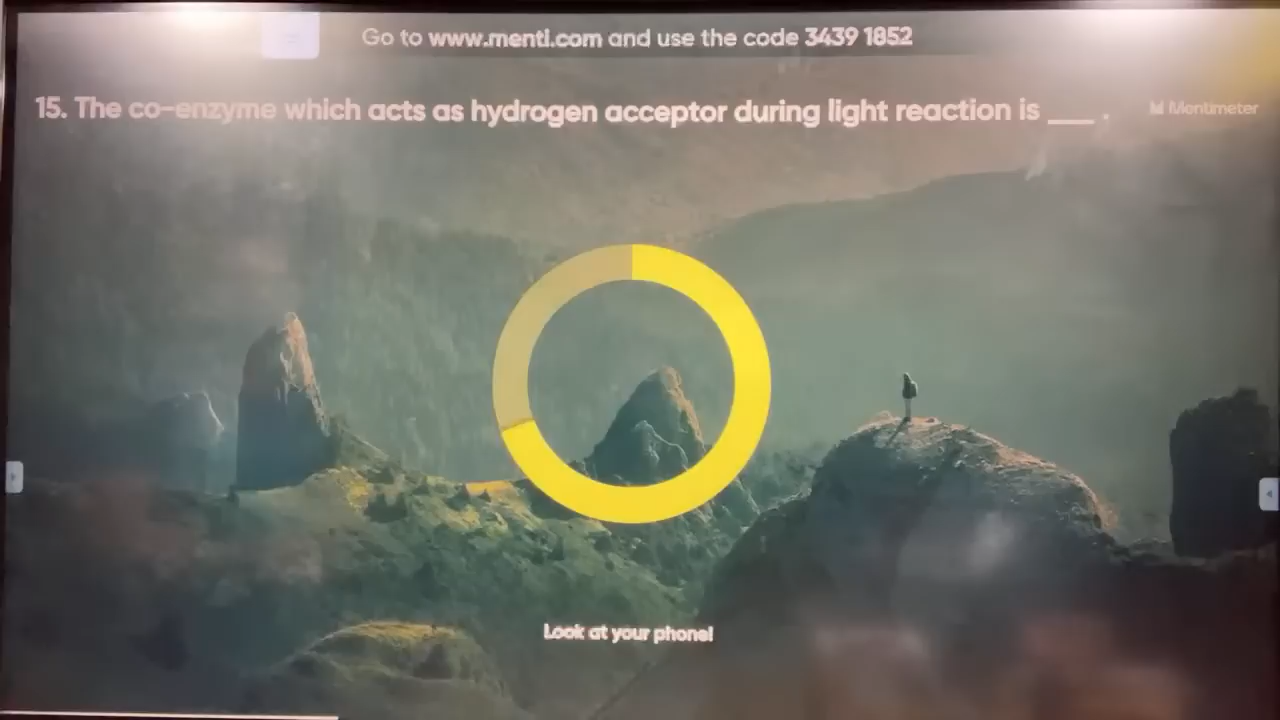 Go to www.menti.com and use the code 3439 1852
15. The co-enzyme which acts as hydrogen acceptor during light reaction is ___ .
Mentimeter
Look at your phone!